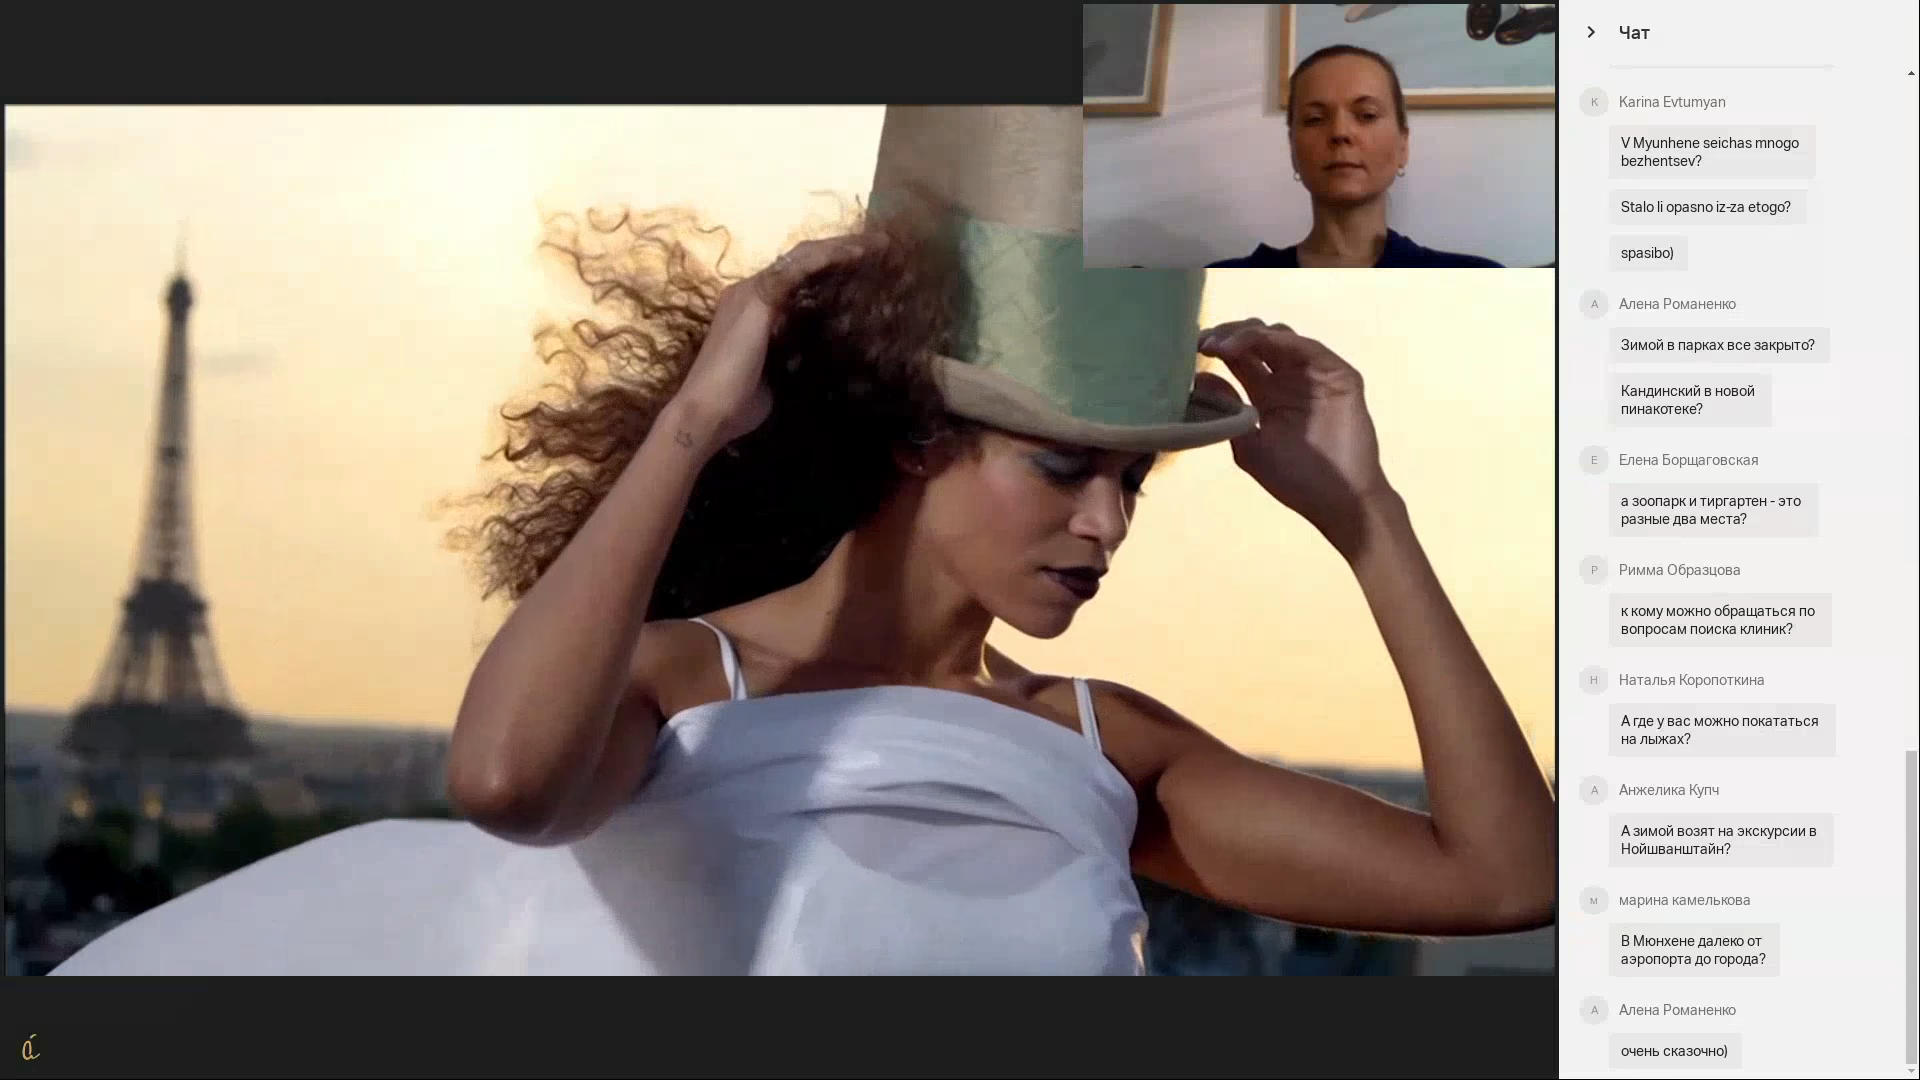 Чат
Karina Evtumyan
V Myunhene seichas mnogo
bezhentsev?
Stalo li opasno iz-za etogo?
spasibo)
Алена Романенко
Зимой в парках все закрыто?
Кандинский в новой
пинакотеке?
Елена Борщаговская
а зоопарк и тиргартен - это
разные два места?
Римма Образцова
к кому можно обращаться по
вопросам поиска клиник?
Наталья Коропоткина
А где у вас можно покататься
на лыжах?
Анжелика Купч
А зимой возят на экскурсии в
Нойшванштайн?
марина камелькова
В Мюнхене далеко от
аэропорта до города?
Алена Романенко
очень сказочно)
á